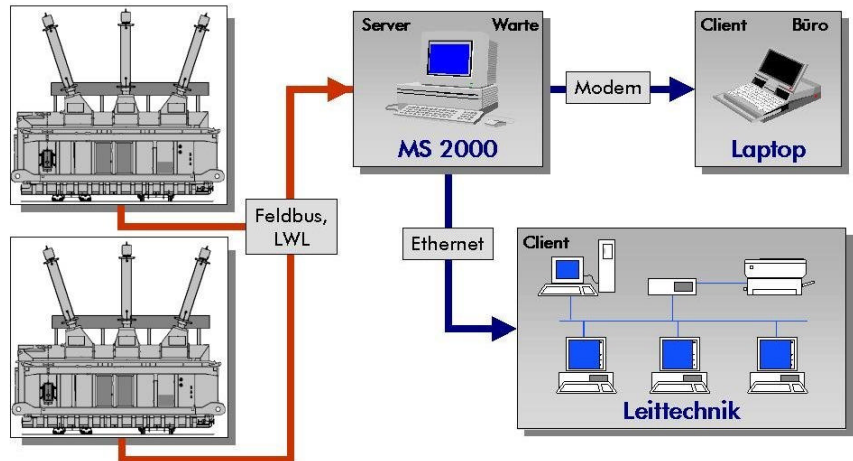 Server Warte
MS 2000
Modem
Client Büro
Laptop
Feldbus,
LWL
Ethernet
Client
Leittechnik